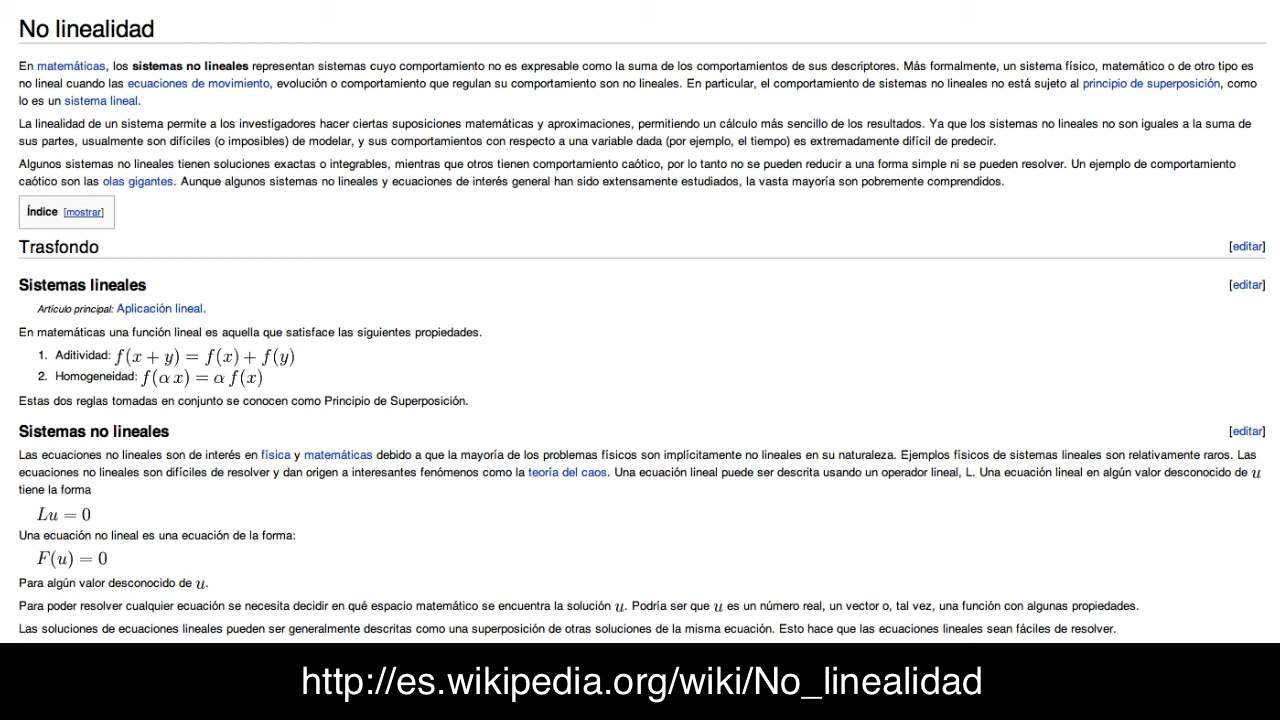 No linealidad
En matemáticas, los sistemas no lineales representan sistemas cuyo comportamiento no es expresable como la suma de los comportamientos de sus descriptores. Más formalmente, un sistema físico, matemático o de otro tipo es
no lineal cuando las ecuaciones de movimiento, evolución o comportamiento que regulan su comportamiento son no lineales. En particular, el comportamiento de sistemas no lineales no está sujeto al principio de superposición, como
lo es un sistema lineal.
La linealidad de un sistema permite a los investigadores hacer ciertas suposiciones matemáticas y aproximaciones, permitiendo un cálculo más sencillo de los resultados. Ya que los sistemas no lineales no son iguales a la suma de
sus partes, usualmente son difíciles (o imposibles) de modelar, y sus comportamientos con respecto a una variable dada (por ejemplo, el tiempo) es extremadamente difícil de predecir.
Algunos sistemas no lineales tienen soluciones exactas o integrables, mientras que otros tienen comportamiento caótico, por lo tanto no se pueden reducir a una forma simple ni se pueden resolver. Un ejemplo de comportamiento
caótico son las olas gigantes. Aunque algunos sistemas no lineales y ecuaciones de interés general han sido extensamente estudiados, la vasta mayoría son pobremente comprendidos.
Índice [mostrar]
Trasfondo [editar]
Sistemas lineales [editar]
Artículo principal: Aplicación lineal.
En matemáticas una función lineal es aquella que satisface las siguientes propiedades.
1. Aditividad: f(x + y) = f(x) + f(y)
2. Homogeneidad: f(α x) = α f(x)
Estas dos reglas tomadas en conjunto se conocen como Principio de Superposición.
Sistemas no lineales [editar]
Las ecuaciones no lineales son de interés en física y matemáticas debido a que la mayoría de los problemas físicos son implícitamente no lineales en su naturaleza. Ejemplos físicos de sistemas lineales son relativamente raros. Las
ecuaciones no lineales son difíciles de resolver y dan origen a interesantes fenómenos como la teoría del caos. Una ecuación lineal puede ser descrita usando un operador lineal, L. Una ecuación lineal en algún valor desconocido de u
tiene la forma
Lu = 0
Una ecuación no lineal es una ecuación de la forma:
F(u) = 0
Para algún valor desconocido de u.
Para poder resolver cualquier ecuación se necesita decidir en qué espacio matemático se encuentra la solución u. Podría ser que u es un número real, un vector o, tal vez, una función con algunas propiedades.
Las soluciones de ecuaciones lineales pueden ser generalmente descritas como una superposición de otras soluciones de la misma ecuación. Esto hace que las ecuaciones lineales sean fáciles de resolver.
http://es.wikipedia.org/wiki/No_linealidad